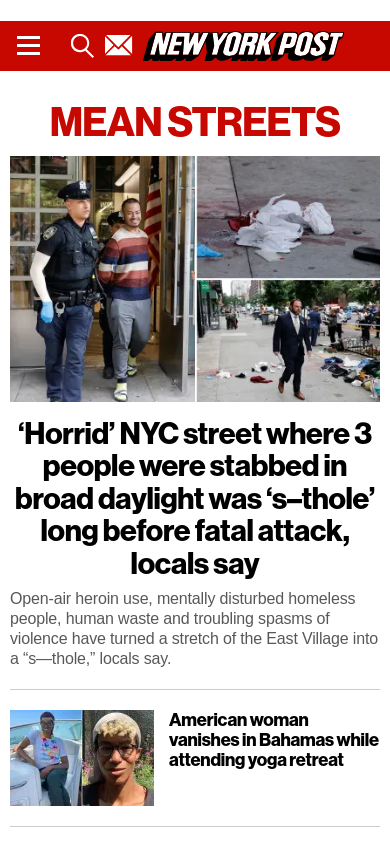 NEW YORK POST
MEAN STREETS
‘Horrid’ NYC street where 3
people were stabbed in
broad daylight was ‘s–thole’
long before fatal attack,
locals say
Open-air heroin use, mentally disturbed homeless
people, human waste and troubling spasms of
violence have turned a stretch of the East Village into
a “s—thole,” locals say.
American woman
vanishes in Bahamas while
attending yoga retreat